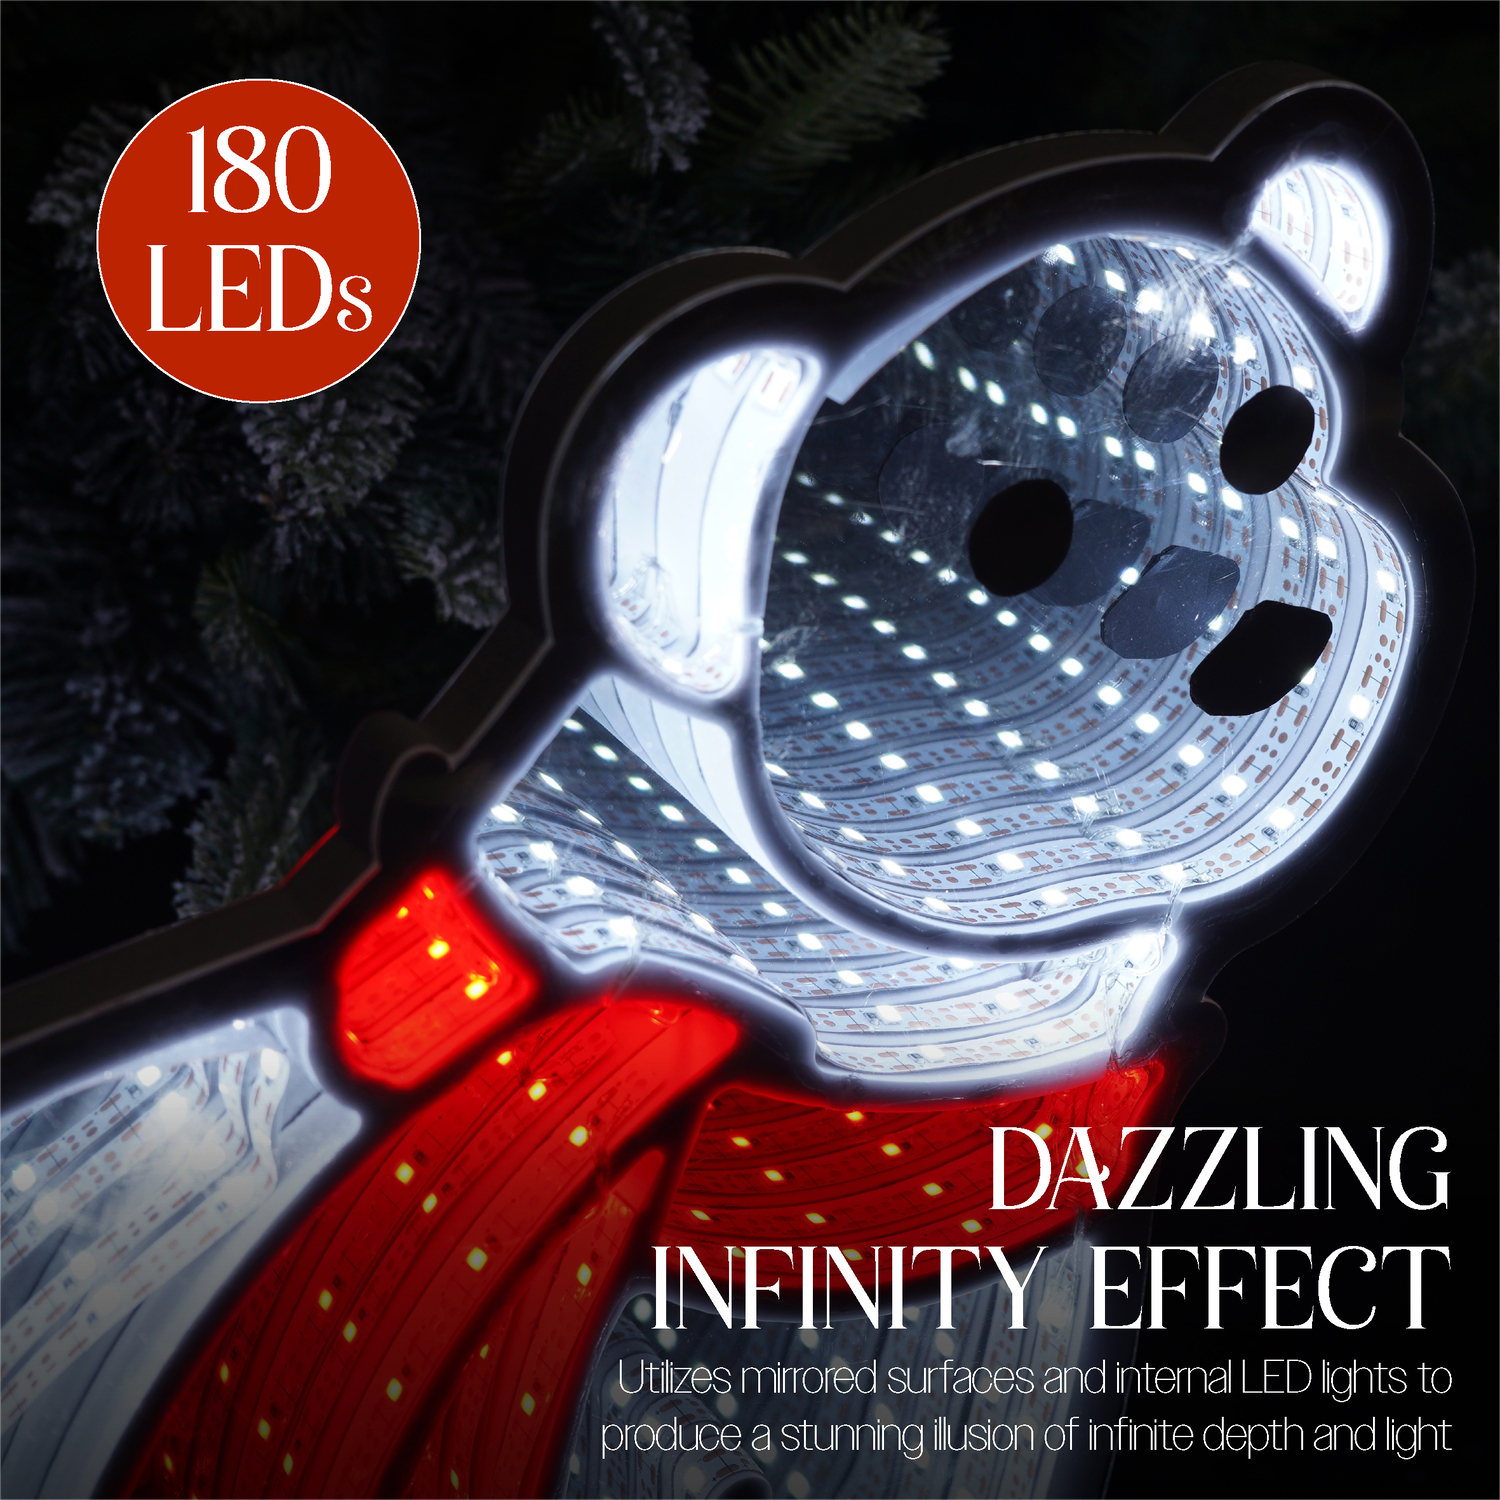 180
LEDs
DAZZLING
INFINITY EFFECT
Utilizes mirrored surfaces and internal LED lights to
produce a stunning illusion of infinite depth and light